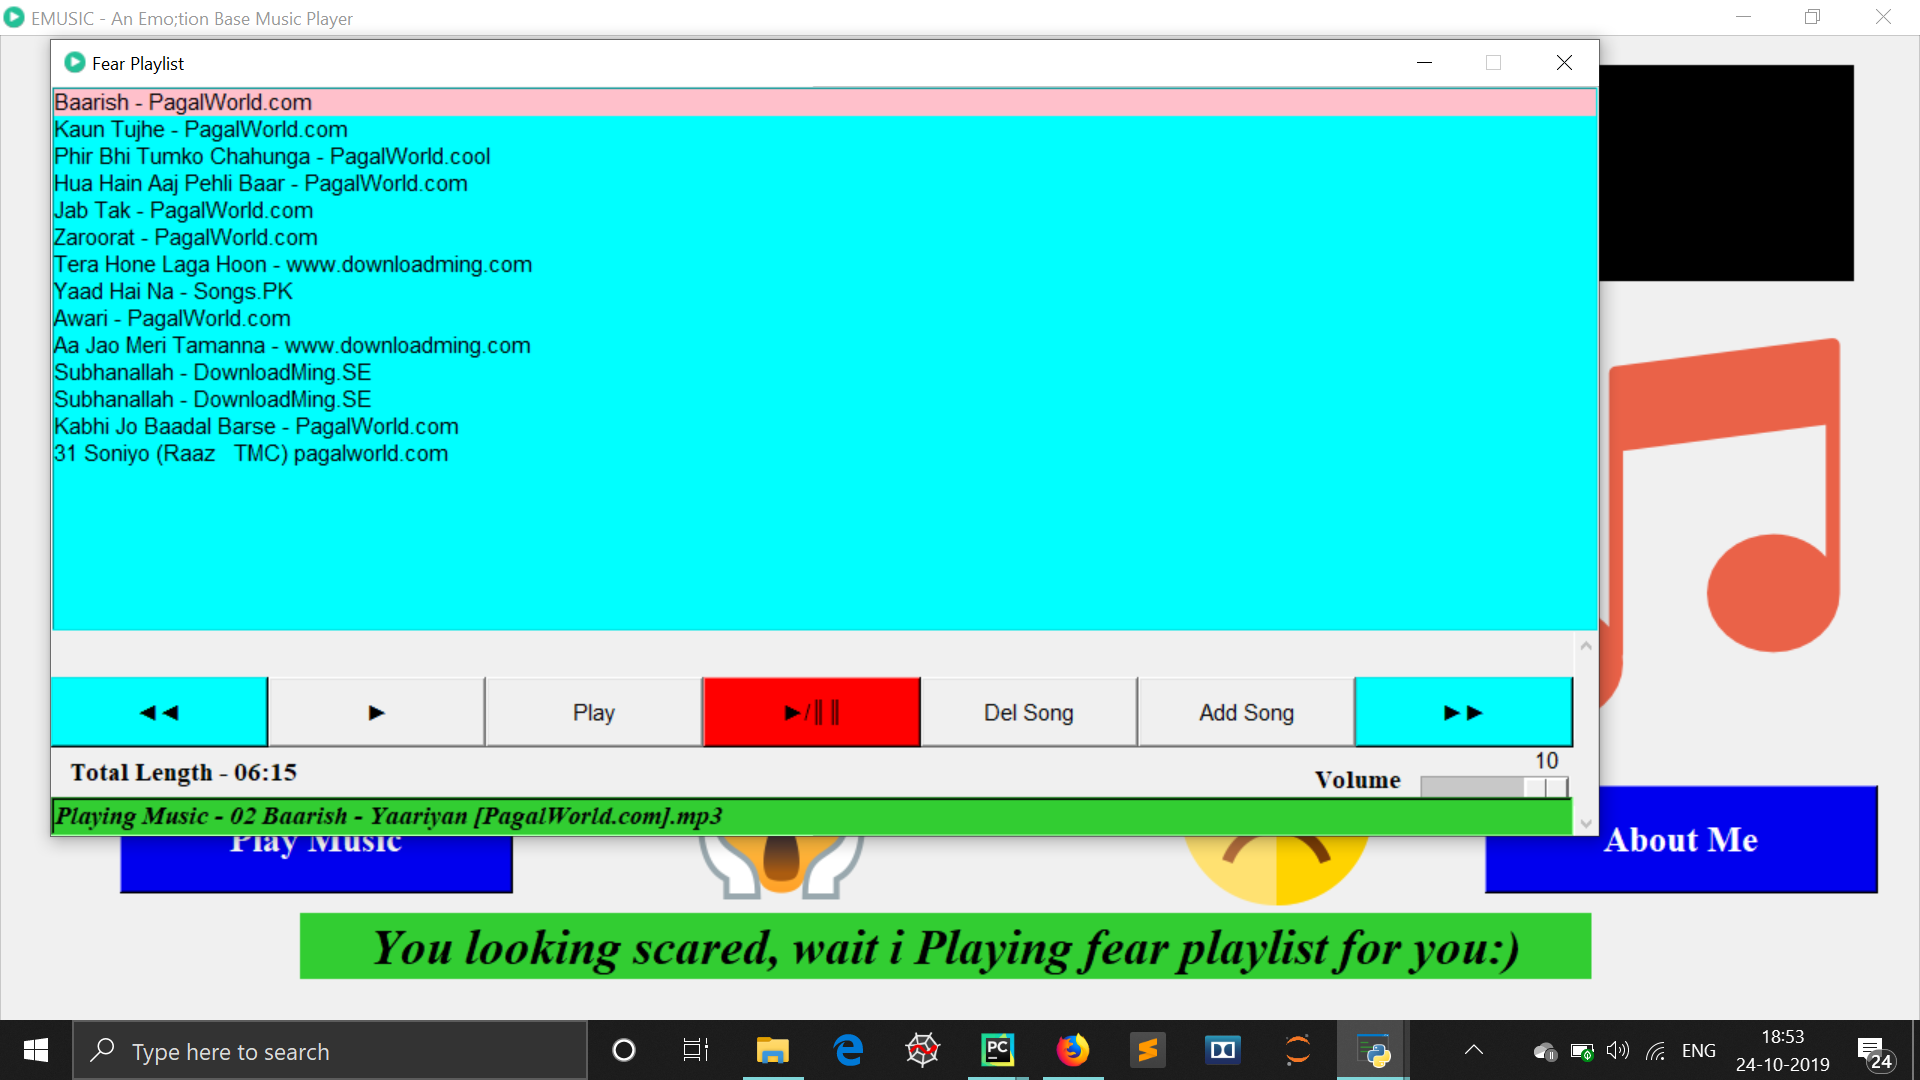 EMUSIC - An Emo;tion Base Music Player
Fear Playlist
Baarish - PagalWorld.com
Kaun Tujhe - PagalWorld.com
Phir Bhi Tumko Chahunga - PagalWorld.cool
Hua Hain Aaj Pehli Baar - PagalWorld.com
Jab Tak - PagalWorld.com
Zaroorat - PagalWorld.com
Tera Hone Laga Hoon - www.downloadming.com
Yaad Hai Na - Songs.PK
Awari - PagalWorld.com
Aa Jao Meri Tamanna - www.downloadming.com
Subhanallah - DownloadMing.SE
Subhanallah - DownloadMing.SE
Kabhi Jo Baadal Barse - PagalWorld.com
31 Soniyo (Raaz   TMC) pagalworld.com
◄◄ ► Play ►/║║ Del Song Add Song ►►
Total Length - 06:15
Volume 10
Playing Music - 02 Baarish - Yaariyan [PagalWorld.com].mp3
Play Music
About Me
You looking scared, wait i Playing fear playlist for you:)
Type here to search
PC
ENG
18:53
24-10-2019
24